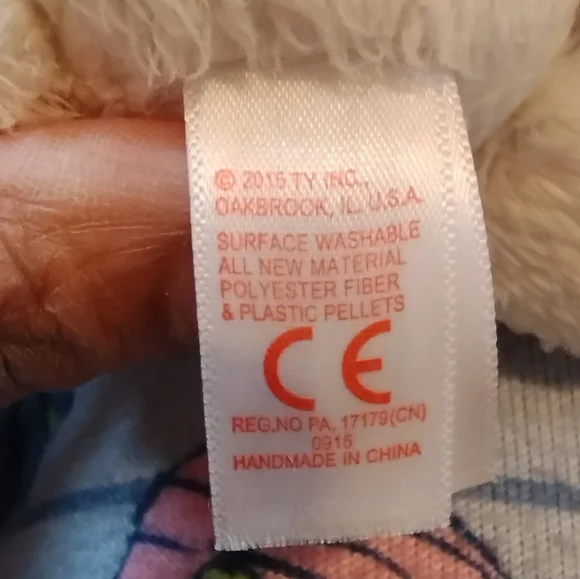 © 2015 TY INC.,
OAKBROOK, IL. U.S.A.
SURFACE WASHABLE
ALL NEW MATERIAL
POLYESTER FIBER
& PLASTIC PELLETS
CE
REG.NO PA. 17179(CN)
0915
HANDMADE IN CHINA